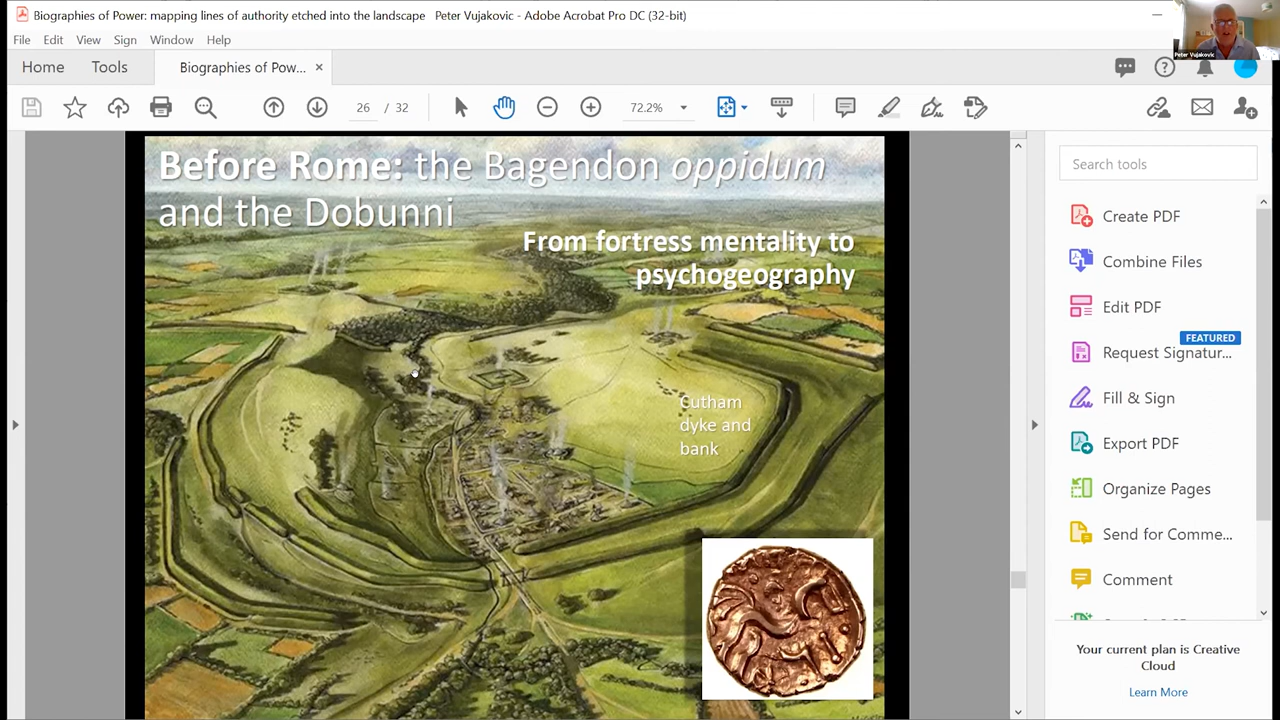 Biographies of Power: mapping lines of authority etched into the landscape Peter Vujakovic - Adobe Acrobat Pro DC (32-bit)
File Edit View Sign Window Help
Home Tools Biographies of Pow... ×
26 / 32 72.2%
Peter Vujakovic
Before Rome: the Bagendon oppidum
and the Dobunni
From fortress mentality to
psychogeography
Cutham
dyke and
bank
Search tools
Create PDF
Combine Files
Edit PDF
FEATURED
Request Signatur...
Fill & Sign
Export PDF
Organize Pages
Send for Comme...
Comment
Your current plan is Creative
Cloud
Learn More